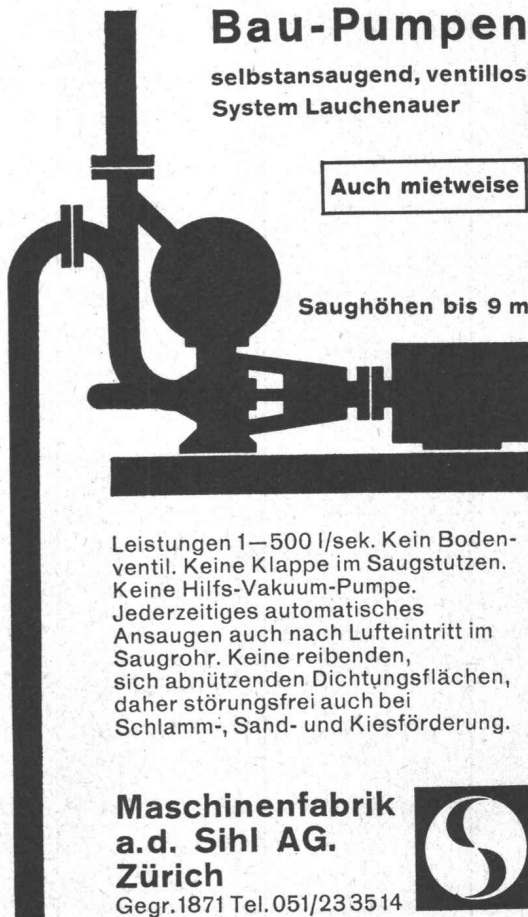 Bau-Pumpen
selbstansaugend, ventillos
System Lauchenauer
Auch mietweise
Saughöhen bis 9 m
Leistungen 1—500 l/sek. Kein Boden-
ventil. Keine Klappe im Saugstutzen.
Keine Hilfs-Vakuum-Pumpe.
Jederzeitiges automatisches
Ansaugen auch nach Lufteintritt im
Saugrohr. Keine reibenden,
sich abnützenden Dichtungsflächen,
daher störungsfrei auch bei
Schlamm-, Sand- und Kiesförderung.
Maschinenfabrik
a.d. Sihl AG.
Zürich
Gegr.1871 Tel. 051/23 35 14